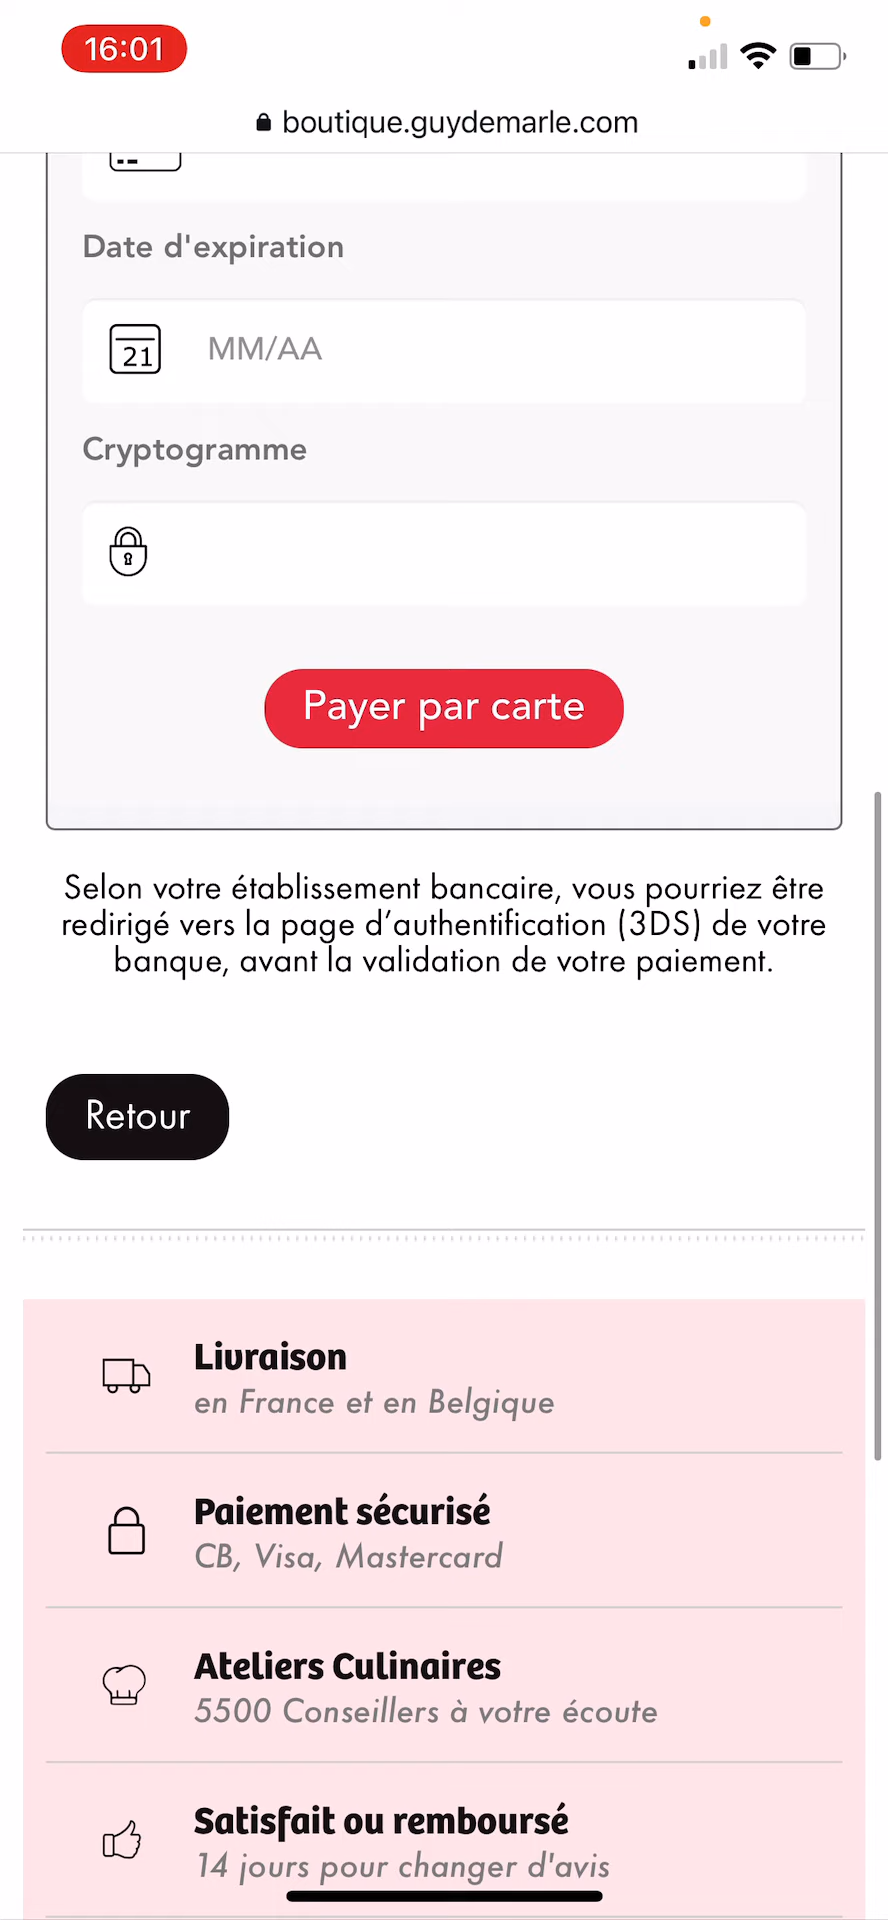 16:01
boutique.guydemarle.com
Date d'expiration
21
MM/AA
Cryptogramme
Payer par carte
Selon votre établissement bancaire, vous pourriez être
redirigé vers la page d’authentification (3DS) de votre
banque, avant la validation de votre paiement.
Retour
Livraison
en France et en Belgique
Paiement sécurisé
CB, Visa, Mastercard
Ateliers Culinaires
5500 Conseillers à votre écoute
Satisfait ou remboursé
14 jours pour changer d'avis